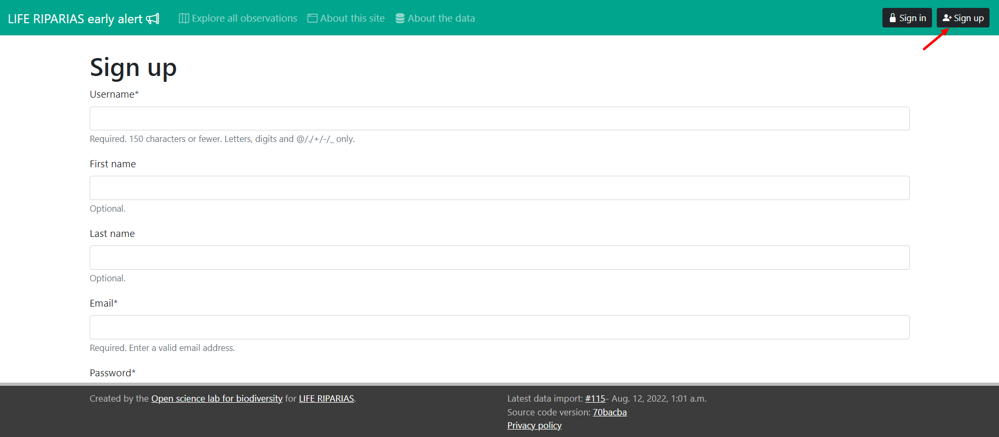 LIFE RIPARIAS early alert Explore all observations About this site About the data Sign in Sign up
Sign up
Username*
Required. 150 characters or fewer. Letters, digits and @/./+/-/_ only.
First name
Optional.
Last name
Optional.
Email*
Required. Enter a valid email address.
Password*
Created by the Open science lab for biodiversity for LIFE RIPARIAS.
Latest data import: #115- Aug. 12, 2022, 1:01 a.m.
Source code version: 70bacba
Privacy policy